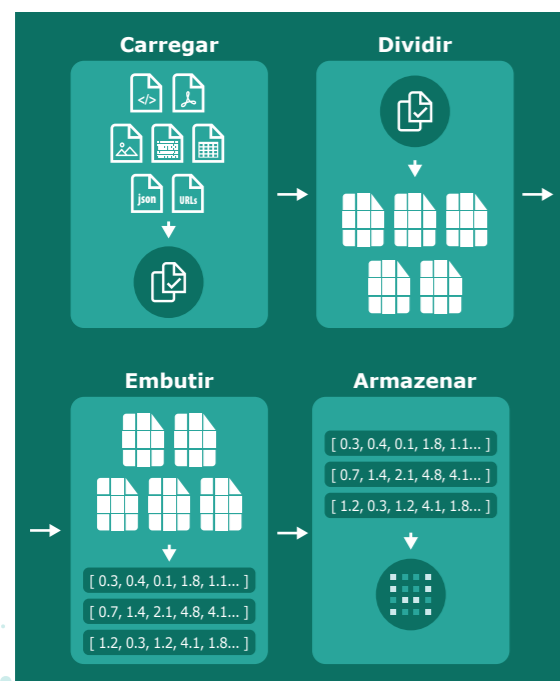 Carregar
Dividir
</>
json
URLs
Embutir
Armazenar
[ 0.3, 0.4, 0.1, 1.8, 1.1... ]
[ 0.7, 1.4, 2.1, 4.8, 4.1... ]
[ 1.2, 0.3, 1.2, 4.1, 1.8... ]
[ 0.3, 0.4, 0.1, 1.8, 1.1... ]
[ 0.7, 1.4, 2.1, 4.8, 4.1... ]
[ 1.2, 0.3, 1.2, 4.1, 1.8... ]